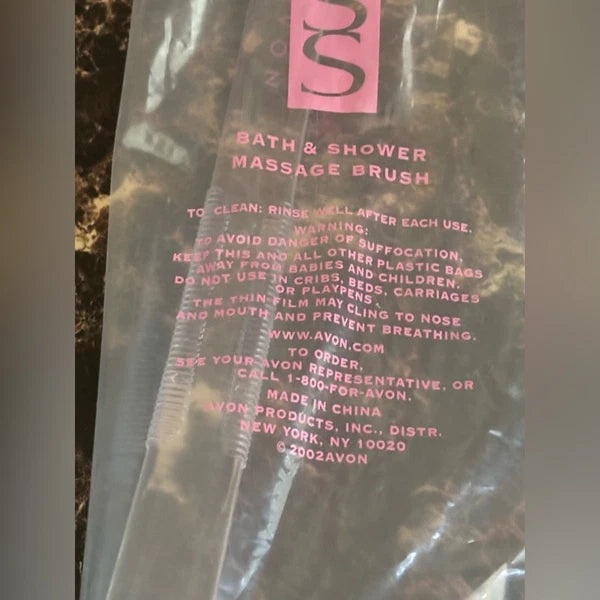 SS
BATH & SHOWER
MASSAGE BRUSH
TO CLEAN: RINSE WELL AFTER EACH USE.
WARNING:
TO AVOID DANGER OF SUFFOCATION,
KEEP THIS AND ALL OTHER PLASTIC BAGS
AWAY FROM BABIES AND CHILDREN.
DO NOT USE IN CRIBS, BEDS, CARRIAGES
OR PLAYPENS.
THE THIN FILM MAY CLING TO NOSE
AND MOUTH AND PREVENT BREATHING.
WWW.AVON.COM
TO ORDER,
SEE YOUR AVON REPRESENTATIVE, OR
CALL 1-800-FOR-AVON.
MADE IN CHINA
AVON PRODUCTS, INC., DISTR.
NEW YORK, NY 10020
©2002AVON